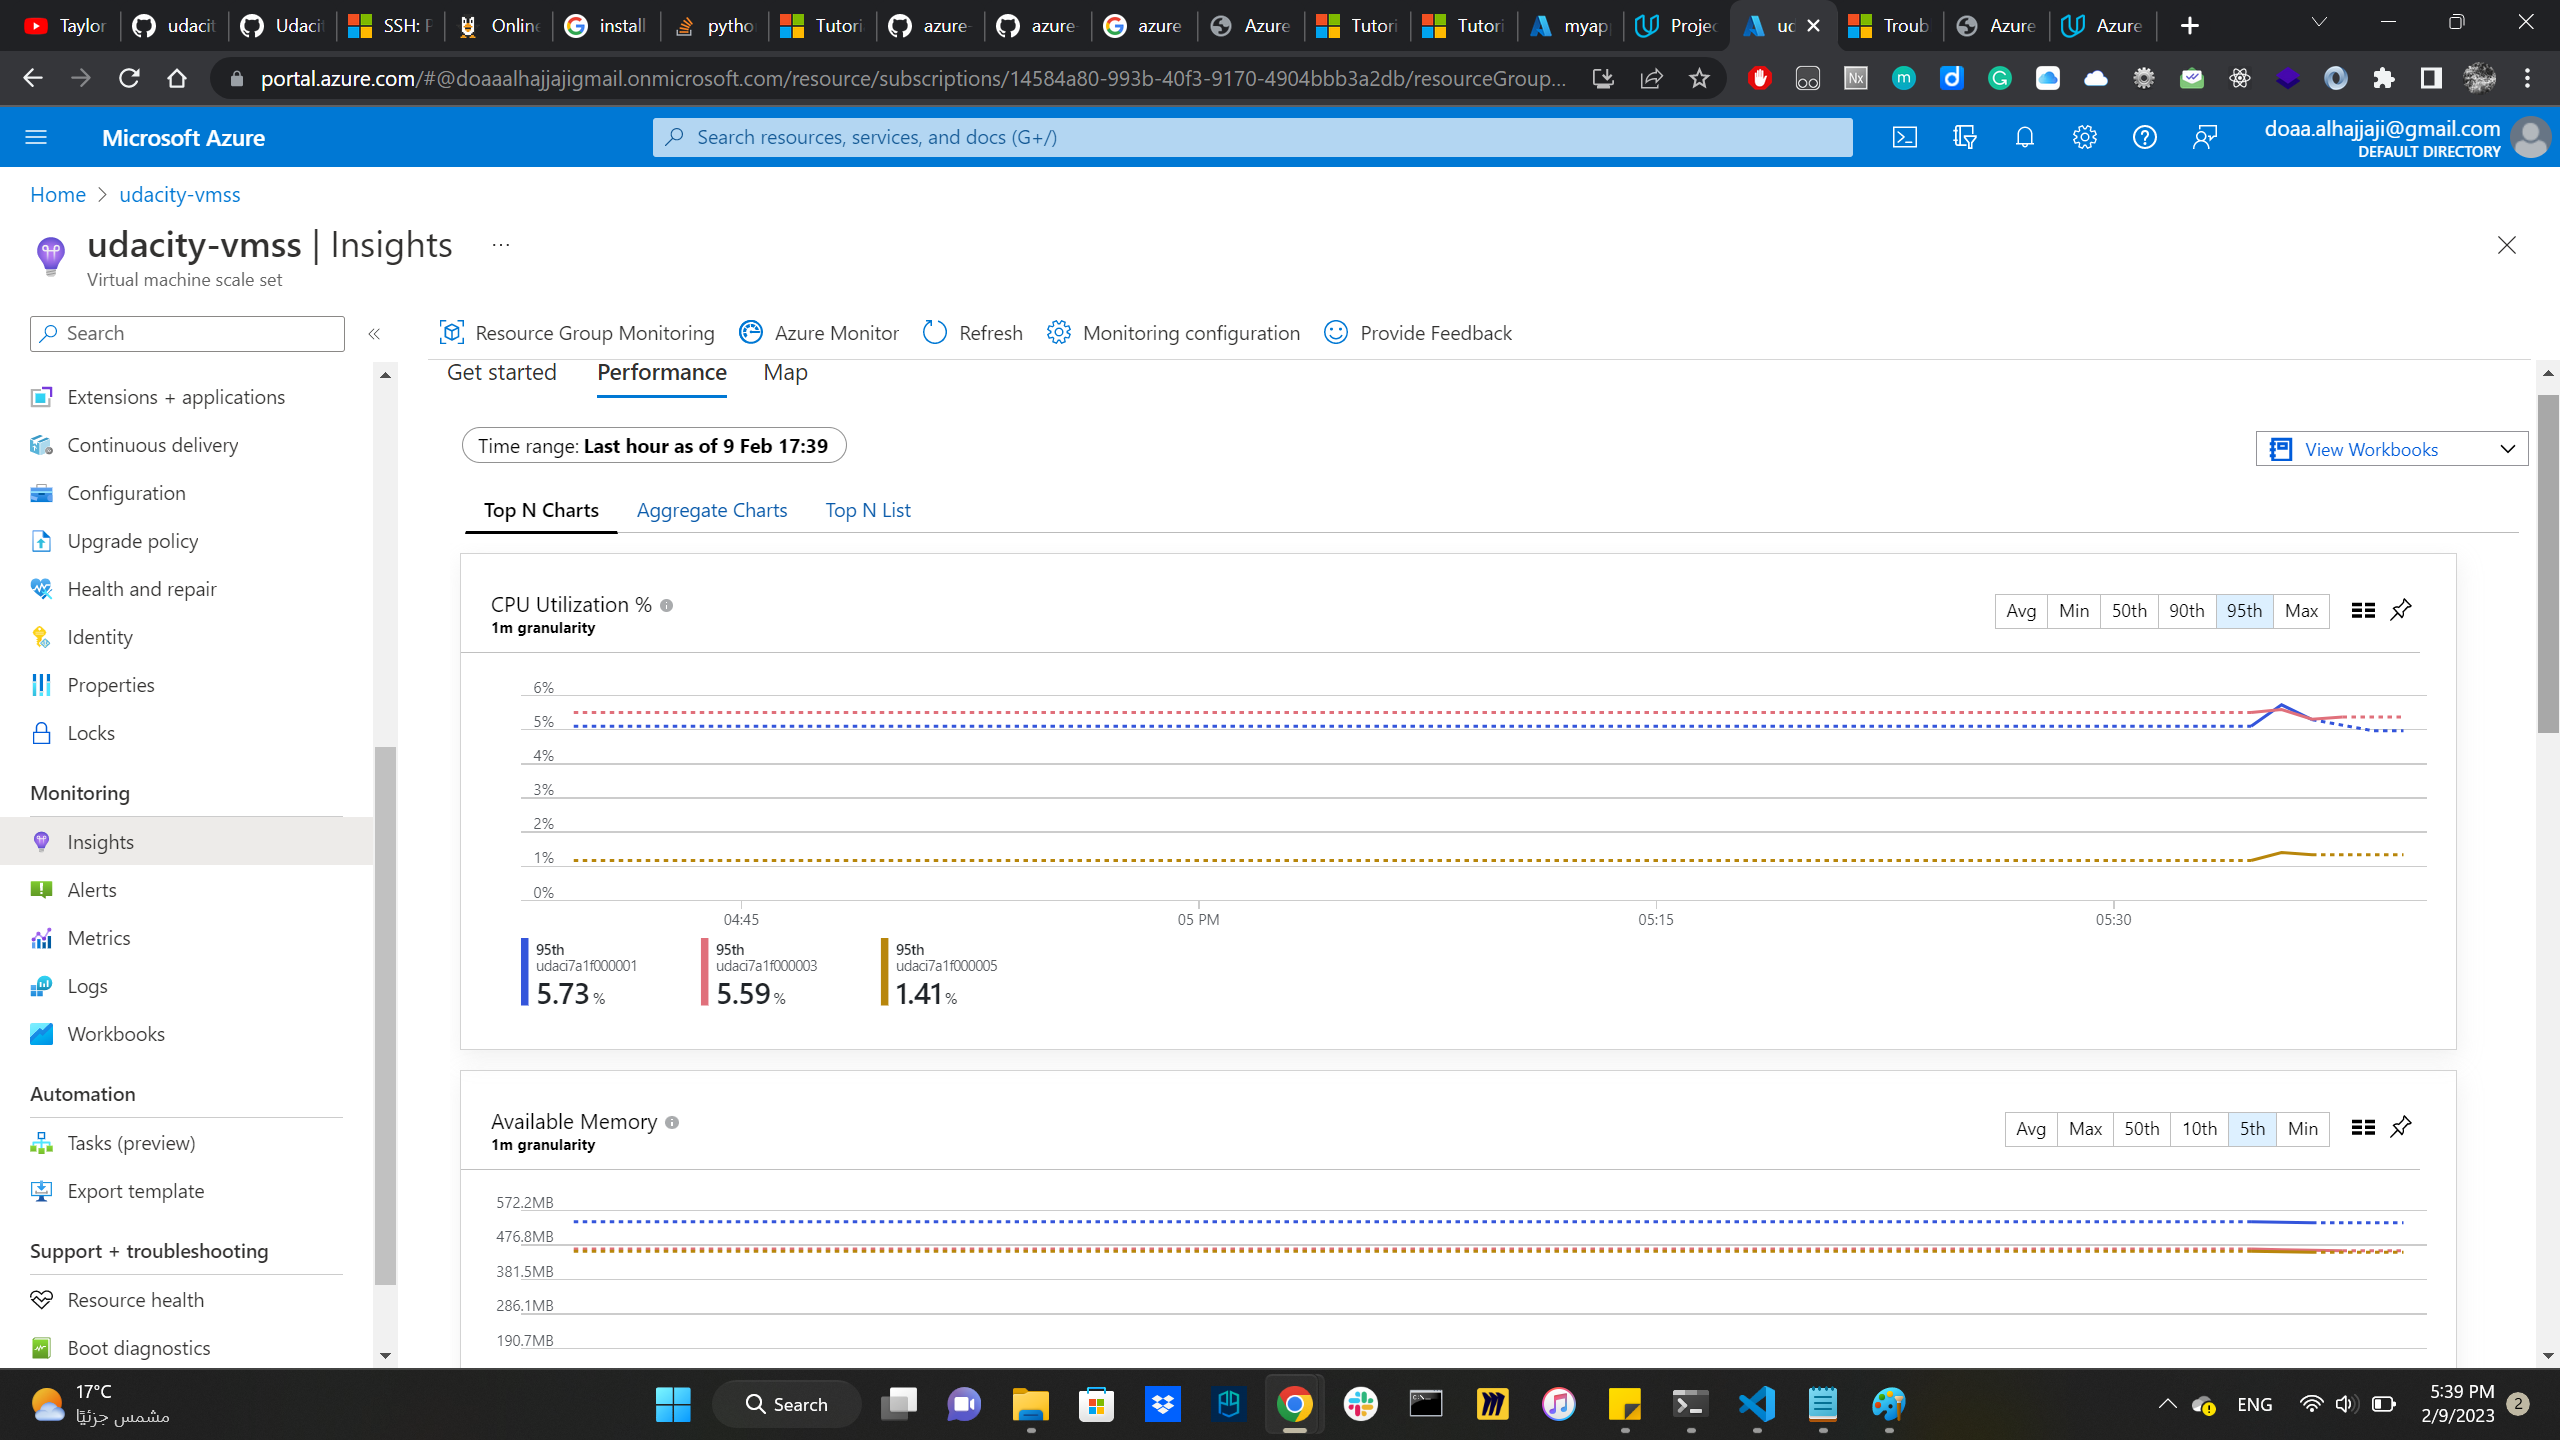 Taylor
udacit
Udacit
SSH: P
Online
install
pytho
Tutori
azure-
azure
azure
Azure
Tutori
Tutori
myap
Projec
ud
Troub
Azure
Azure
portal.azure.com/#@doaaalhajjajigmail.onmicrosoft.com/resource/subscriptions/14584a80-993b-40f3-9170-4904bbb3a2db/resourceGroup...
Microsoft Azure
Search resources, services, and docs (G+/)
doaa.alhajjaji@gmail.com
DEFAULT DIRECTORY
Home > udacity-vmss
udacity-vmss | Insights ...
Virtual machine scale set
Search
Extensions + applications
Continuous delivery
Configuration
Upgrade policy
Health and repair
Identity
Properties
Locks
Monitoring
Insights
Alerts
Metrics
Logs
Workbooks
Automation
Tasks (preview)
Export template
Support + troubleshooting
Resource health
Boot diagnostics
Resource Group Monitoring
Azure Monitor
Refresh
Monitoring configuration
Provide Feedback
Get started
Performance
Map
Time range: Last hour as of 9 Feb 17:39
View Workbooks
Top N Charts
Aggregate Charts
Top N List
CPU Utilization %
1m granularity
Avg
Min
50th
90th
95th
Max
6%
5%
4%
3%
2%
1%
0%
04:45
05 PM
05:15
05:30
95th
udaci7a1f000001
5.73 %
95th
udaci7a1f000003
5.59 %
95th
udaci7a1f000005
1.41 %
Available Memory
1m granularity
Avg
Max
50th
10th
5th
Min
572.2MB
476.8MB
381.5MB
286.1MB
190.7MB
17°C
مشمس جزئيًا
Search
ENG
5:39 PM
2/9/2023
2